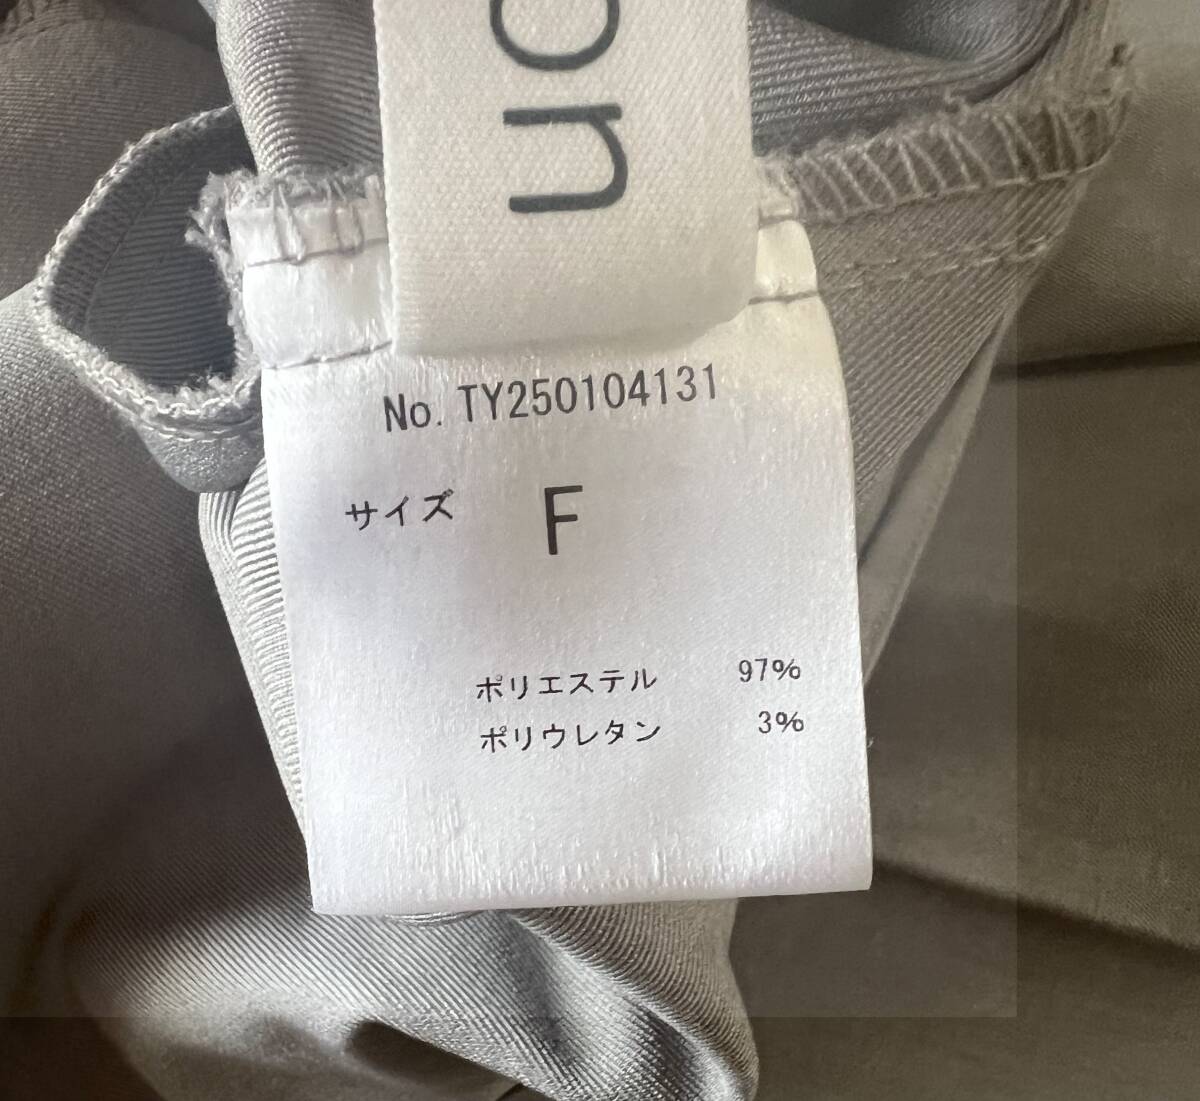 on
No. TY250104131
サイズ F
ポリエステル 97%
ポリウレタン 3%